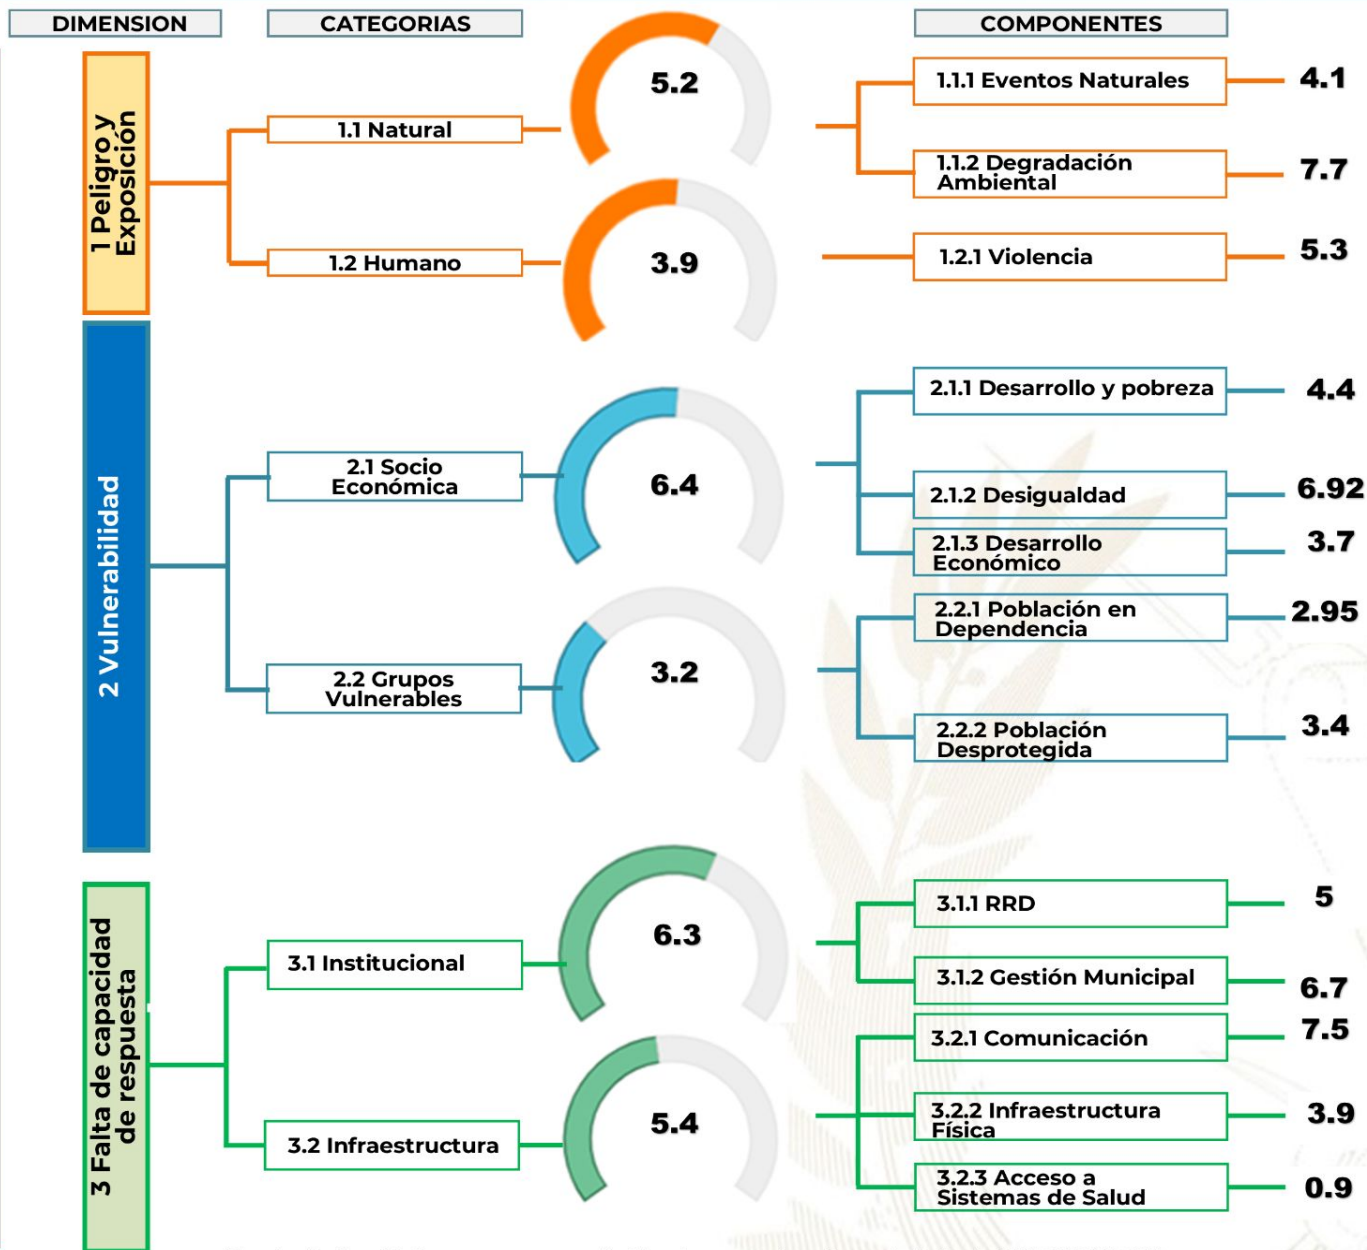 DIMENSION
CATEGORIAS
COMPONENTES
1 Peligro y
Exposición
1.1 Natural
5.2
1.1.1 Eventos Naturales
4.1
1.1.2 Degradación
Ambiental
7.7
1.2 Humano
3.9
1.2.1 Violencia
5.3
2 Vulnerabilidad
2.1 Socio
Económica
6.4
2.1.1 Desarrollo y pobreza
4.4
2.1.2 Desigualdad
6.92
2.1.3 Desarrollo
Económico
3.7
2.2 Grupos
Vulnerables
3.2
2.2.1 Población en
Dependencia
2.95
2.2.2 Población
Desprotegida
3.4
3 Falta de capacidad
de respuesta
3.1 Institucional
6.3
3.1.1 RRD
5
3.1.2 Gestión Municipal
6.7
3.2 Infraestructura
5.4
3.2.1 Comunicación
7.5
3.2.2 Infraestructura
Física
3.9
3.2.3 Acceso a
Sistemas de Salud
0.9